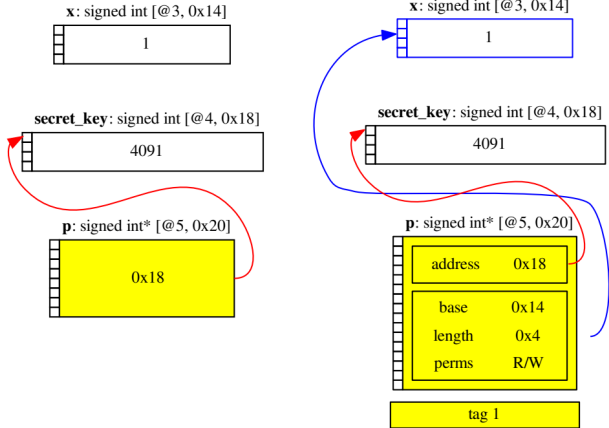 x: signed int [@3, 0x14]
1
secret_key: signed int [@4, 0x18]
4091
p: signed int* [@5, 0x20]
0x18
x: signed int [@3, 0x14]
1
secret_key: signed int [@4, 0x18]
4091
p: signed int* [@5, 0x20]
address 0x18
base 0x14
length 0x4
perms R/W
tag 1